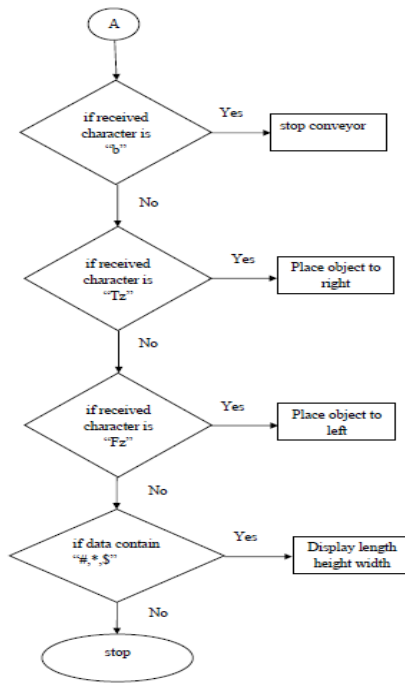 A
if received
character is
“b”
Yes
stop conveyor
No
if received
character is
“Tz”
Yes
Place object to
right
No
if received
character is
“Fz”
Yes
Place object to
left
No
if data contain
“#,*,$”
Yes
Display length
height width
No
stop